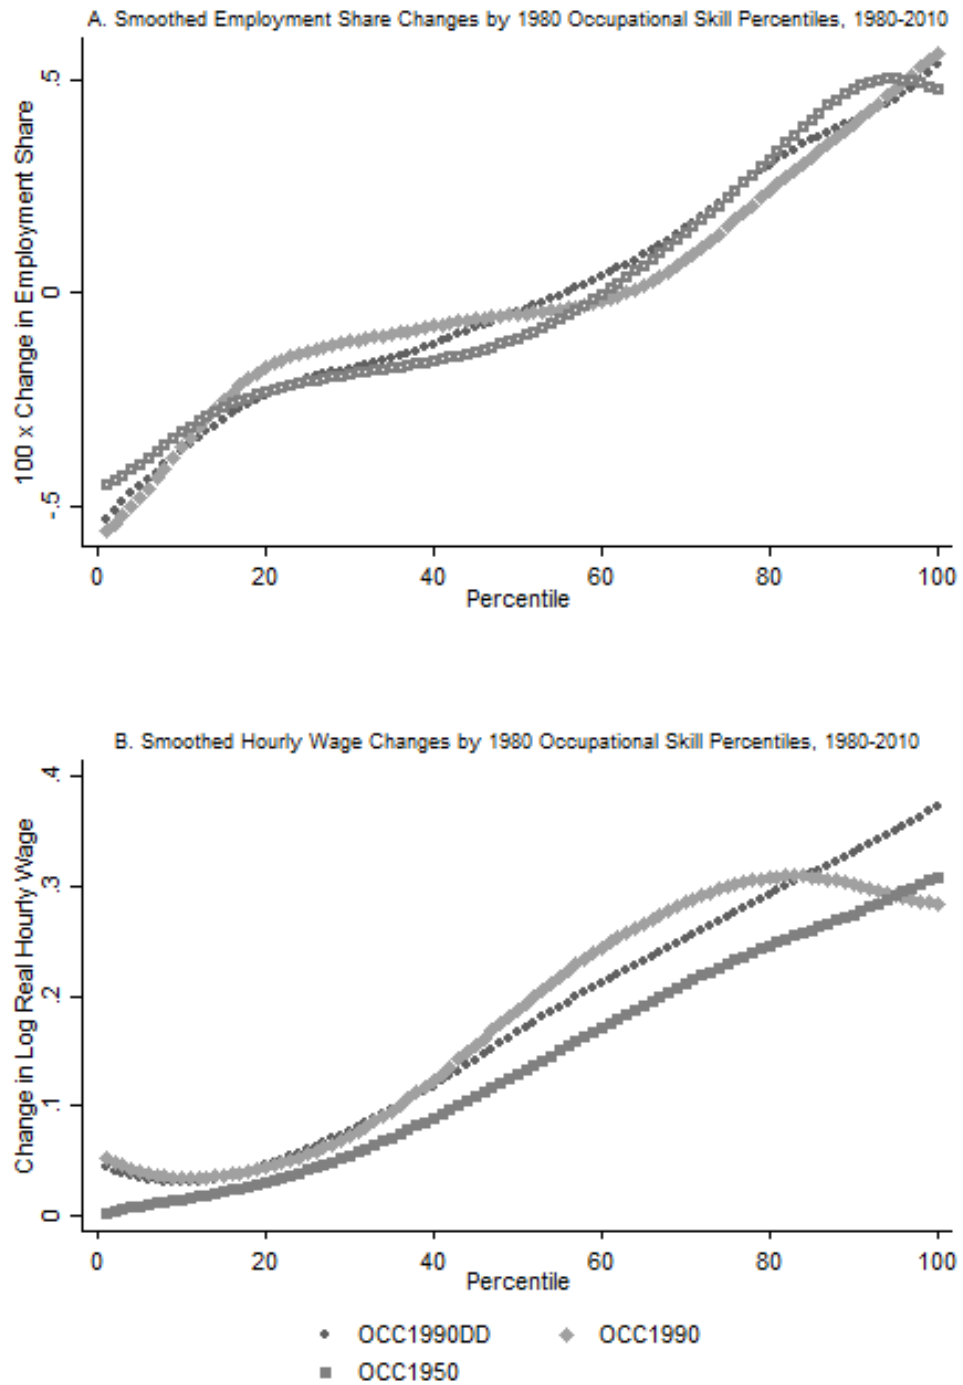 A. Smoothed Employment Share Changes by 1980 Occupational Skill Percentiles, 1980-2010
100 x Change in Employment Share
.5
0
-.5
0 20 40 60 80 100
Percentile
B. Smoothed Hourly Wage Changes by 1980 Occupational Skill Percentiles, 1980-2010
Change in Log Real Hourly Wage
.4
.3
.2
.1
0
0 20 40 60 80 100
Percentile
OCC1990DD OCC1990
OCC1950